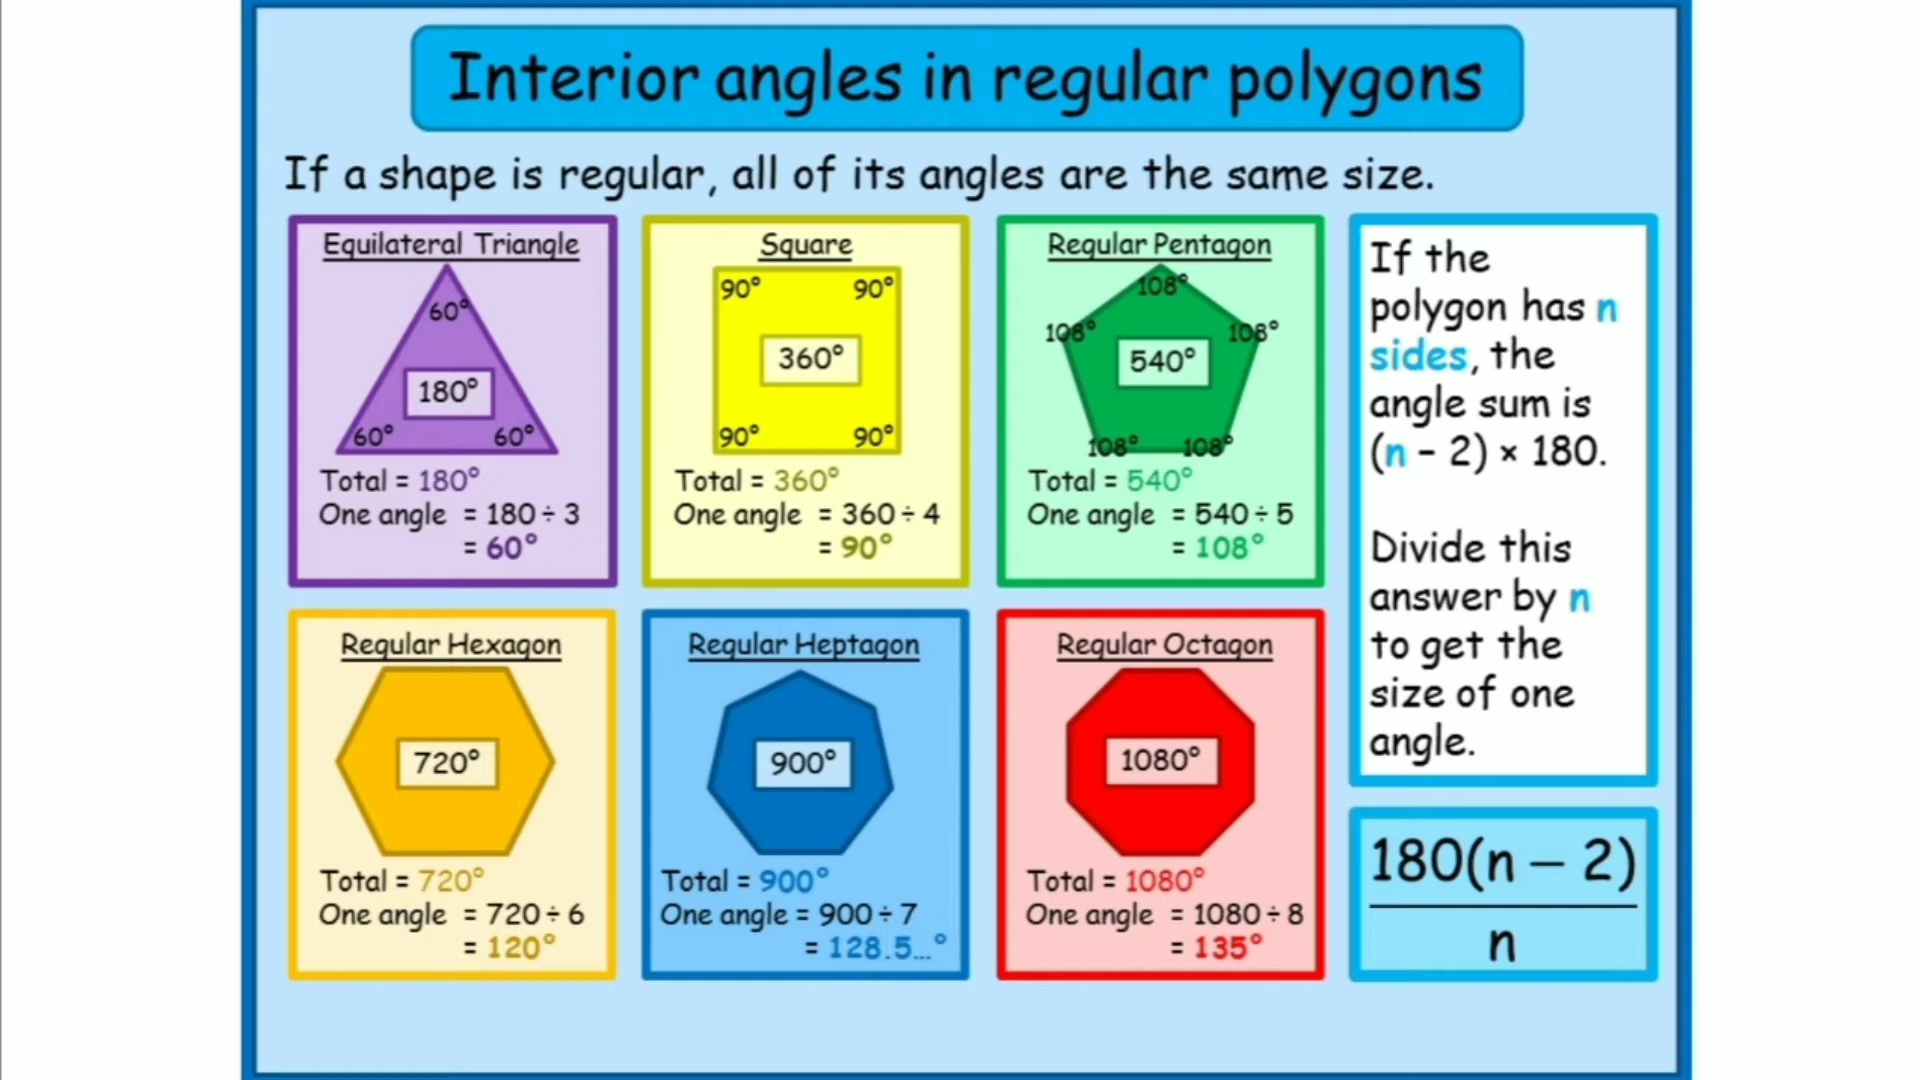 Interior angles in regular polygons
If a shape is regular, all of its angles are the same size.
Equilateral Triangle
60°
180°
60° 60°
Total = 180°
One angle = 180 ÷ 3
= 60°
Square
90° 90°
360°
90° 90°
Total = 360°
One angle = 360 ÷ 4
= 90°
Regular Pentagon
108°
108° 108°
540°
108° 108°
Total = 540°
One angle = 540 ÷ 5
= 108°
If the
polygon has n
sides, the
angle sum is
(n – 2) × 180.
Divide this
answer by n
to get the
size of one
angle.
Regular Hexagon
720°
Total = 720°
One angle = 720 ÷ 6
= 120°
Regular Heptagon
900°
Total = 900°
One angle = 900 ÷ 7
= 128.5...°
Regular Octagon
1080°
Total = 1080°
One angle = 1080 ÷ 8
= 135°
180(n – 2)
n